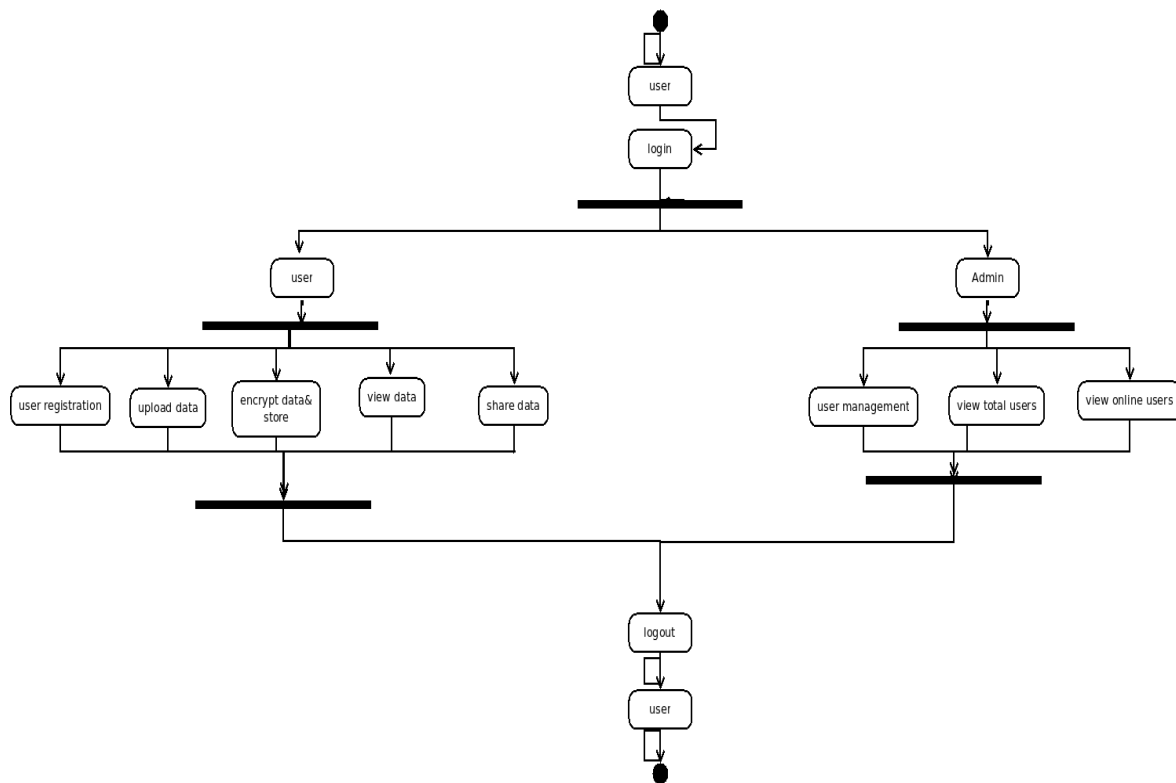 user
login
user
Admin
user registration
upload data
encrypt data&
store
view data
share data
user management
view total users
view online users
logout
user